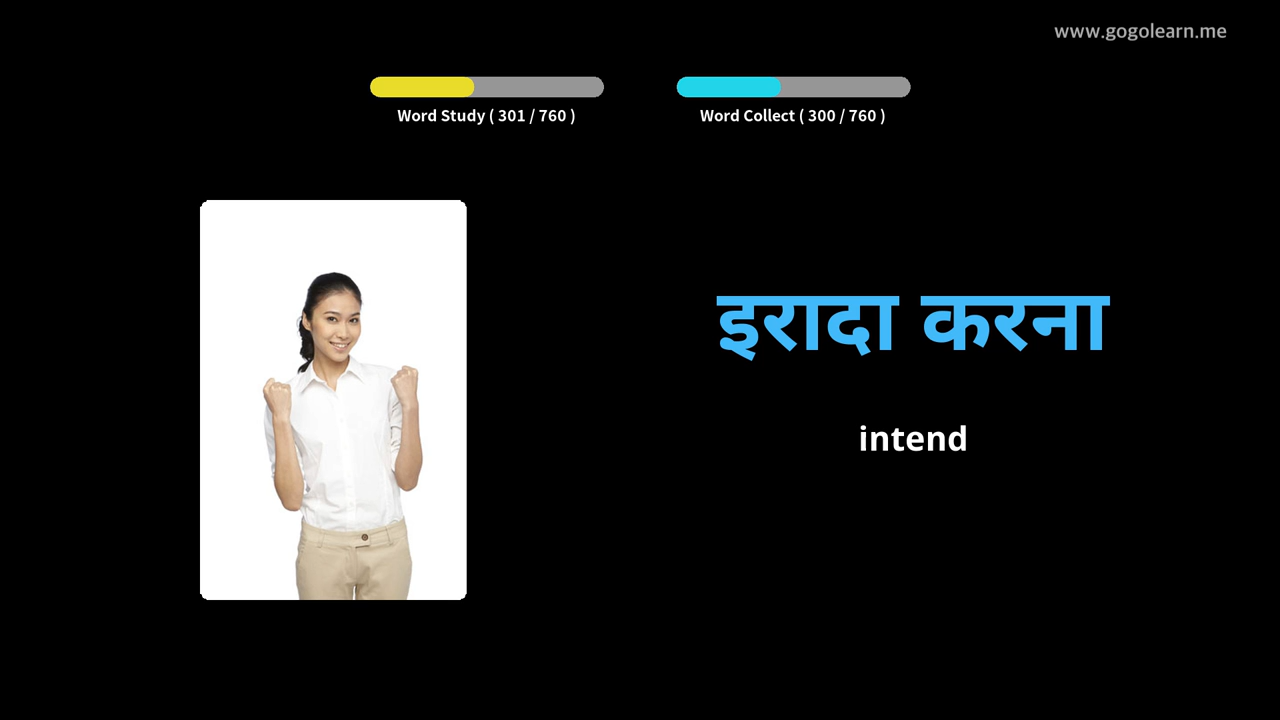 www.gogolearn.me
Word Study ( 301 / 760 )
Word Collect ( 300 / 760 )
इरादा करना
intend